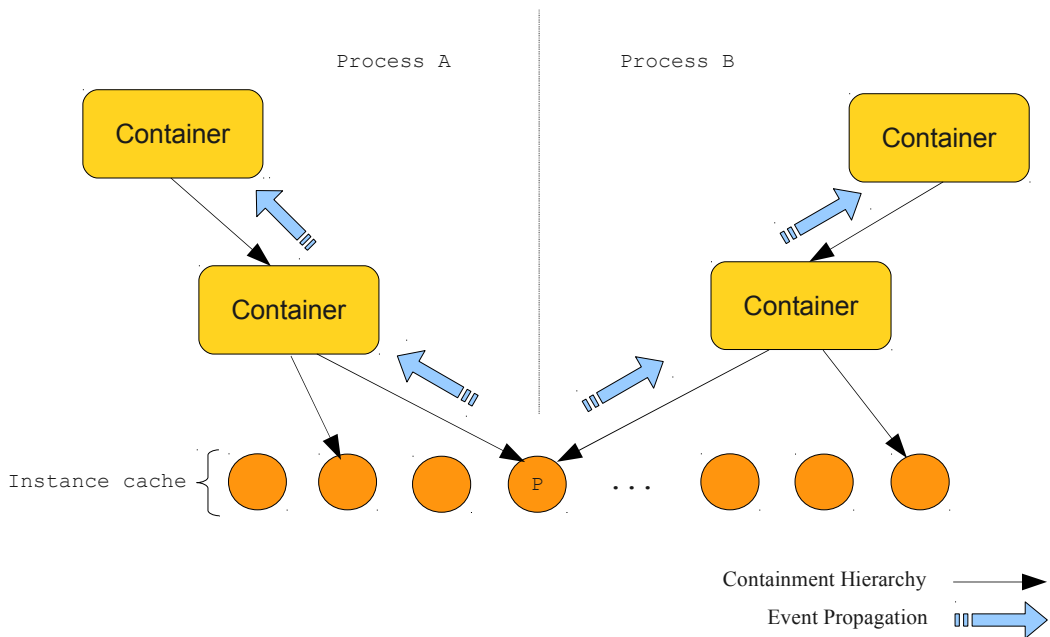 Process A
Process B
Container
Container
Container
Container
Instance cache
P
...
Containment Hierarchy
Event Propagation